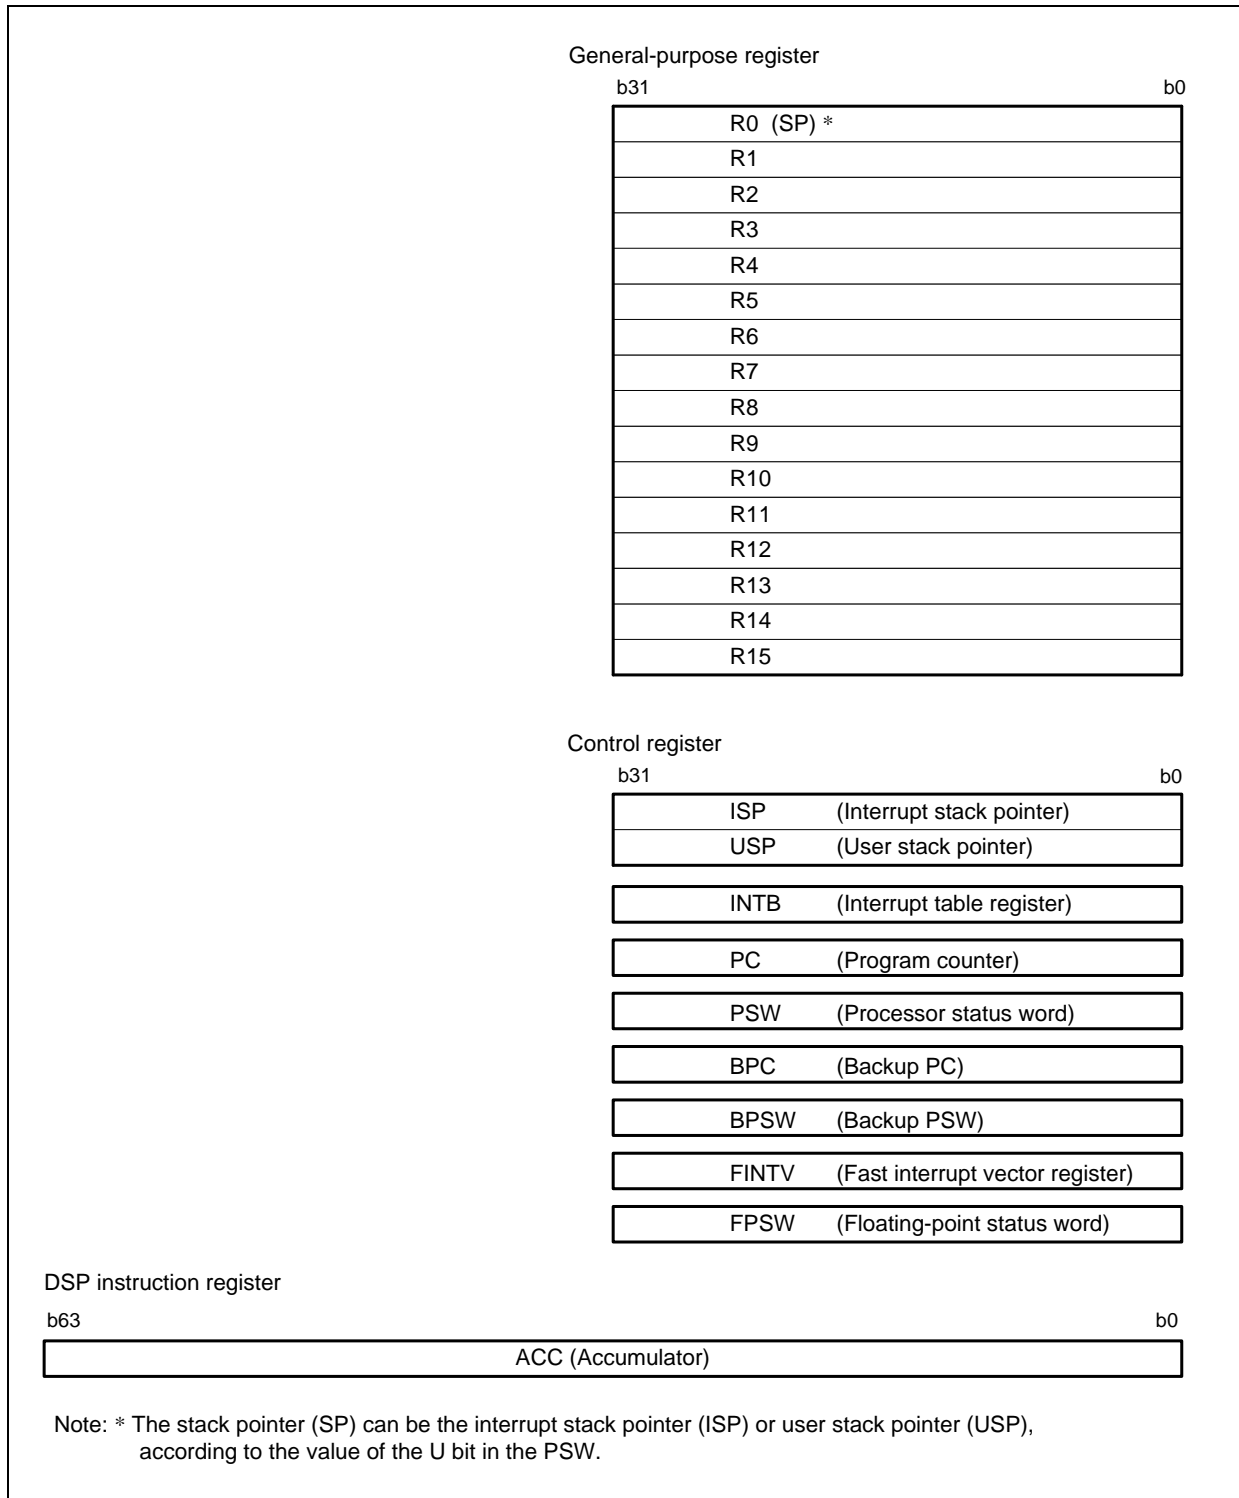 General-purpose register
b31 b0
R0 (SP) *
R1
R2
R3
R4
R5
R6
R7
R8
R9
R10
R11
R12
R13
R14
R15
Control register
b31 b0
ISP (Interrupt stack pointer)
USP (User stack pointer)
INTB (Interrupt table register)
PC (Program counter)
PSW (Processor status word)
BPC (Backup PC)
BPSW (Backup PSW)
FINTV (Fast interrupt vector register)
FPSW (Floating-point status word)
DSP instruction register
b63 b0
ACC (Accumulator)
Note: * The stack pointer (SP) can be the interrupt stack pointer (ISP) or user stack pointer (USP),
according to the value of the U bit in the PSW.